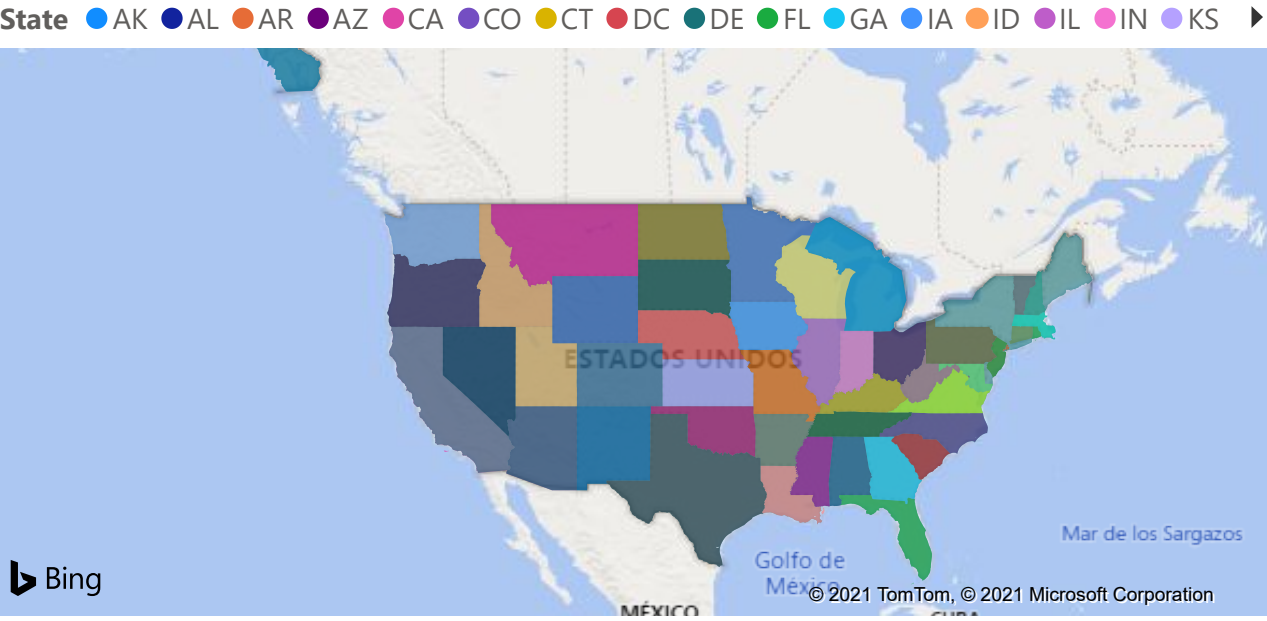 State AK AL AR AZ CA CO CT DC DE FL GA IA ID IL IN KS
ESTADOS UNIDOS
Mar de los Sargazos
Golfo de
México
Bing
© 2021 TomTom, © 2021 Microsoft Corporation
MÉXICO
CUBA